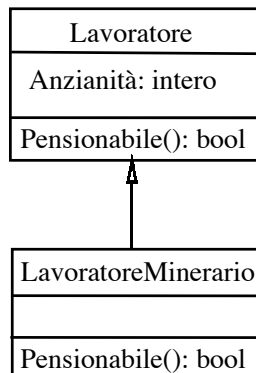 Lavoratore
Anzianità: intero
Pensionabile(): bool
LavoratoreMinerario
Pensionabile(): bool